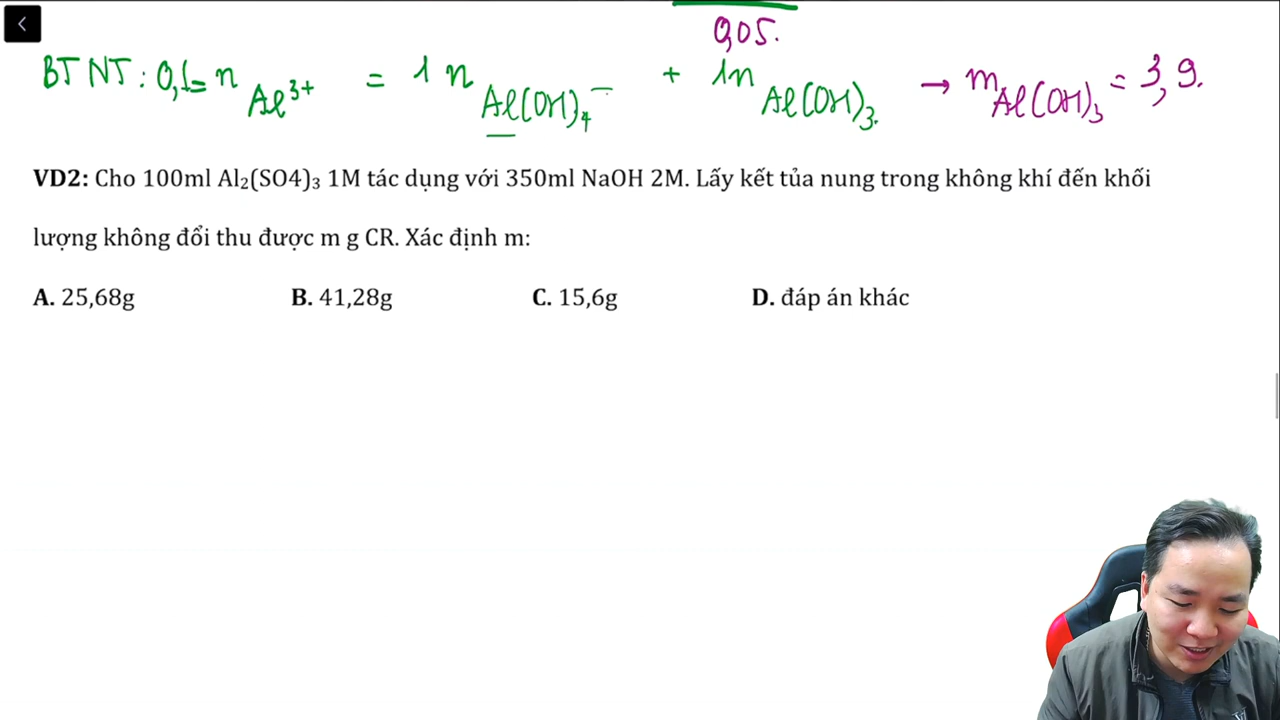 0,05.
BTNT: 0,1 = n Al³⁺ = 1 n Al(OH)₄⁻ + 1n Al(OH)₃. → m Al(OH)₃ = 3,9.
VD2: Cho 100ml Al₂(SO4)₃ 1M tác dụng với 350ml NaOH 2M. Lấy kết tủa nung trong không khí đến khối
lượng không đổi thu được m g CR. Xác định m:
A. 25,68g B. 41,28g C. 15,6g D. đáp án khác